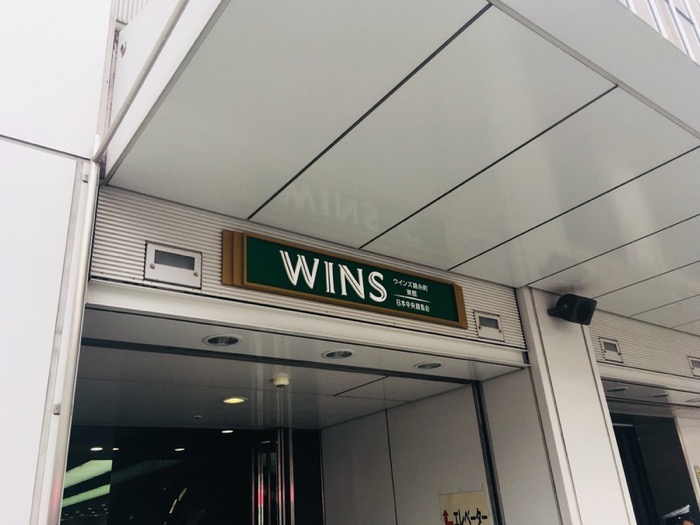 WINS
ウインズ錦糸町
東館
日本中央競馬会
エレベーター